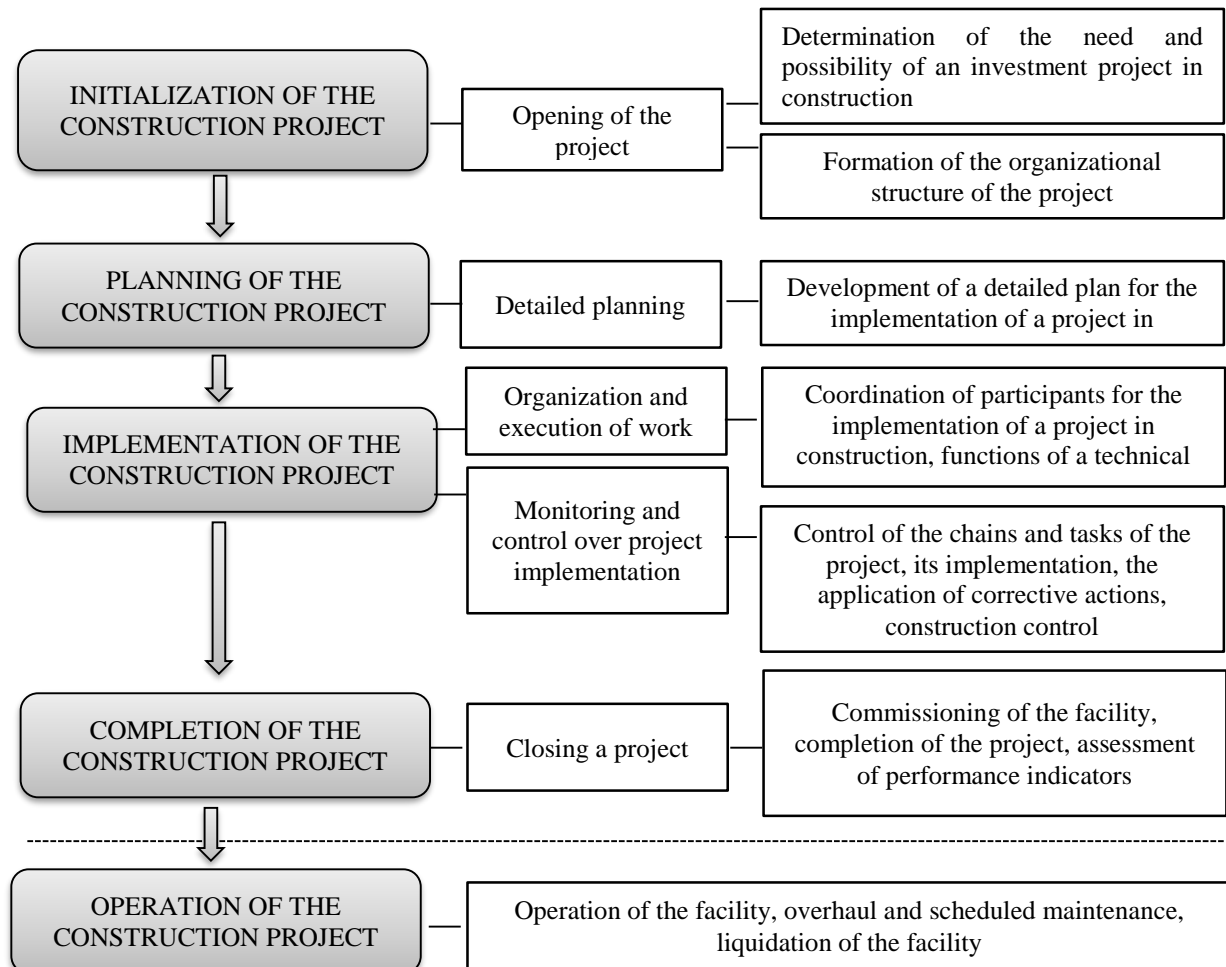 INITIALIZATION OF THE
CONSTRUCTION PROJECT
Opening of the
project
Determination of the need and
possibility of an investment project in
construction
Formation of the organizational
structure of the project
PLANNING OF THE
CONSTRUCTION PROJECT
Detailed planning
Development of a detailed plan for the
implementation of a project in
IMPLEMENTATION OF THE
CONSTRUCTION PROJECT
Organization and
execution of work
Coordination of participants for the
implementation of a project in
construction, functions of a technical
Monitoring and
control over project
implementation
Control of the chains and tasks of the
project, its implementation, the
application of corrective actions,
construction control
COMPLETION OF THE
CONSTRUCTION PROJECT
Closing a project
Commissioning of the facility,
completion of the project, assessment
of performance indicators
OPERATION OF THE
CONSTRUCTION PROJECT
Operation of the facility, overhaul and scheduled maintenance,
liquidation of the facility